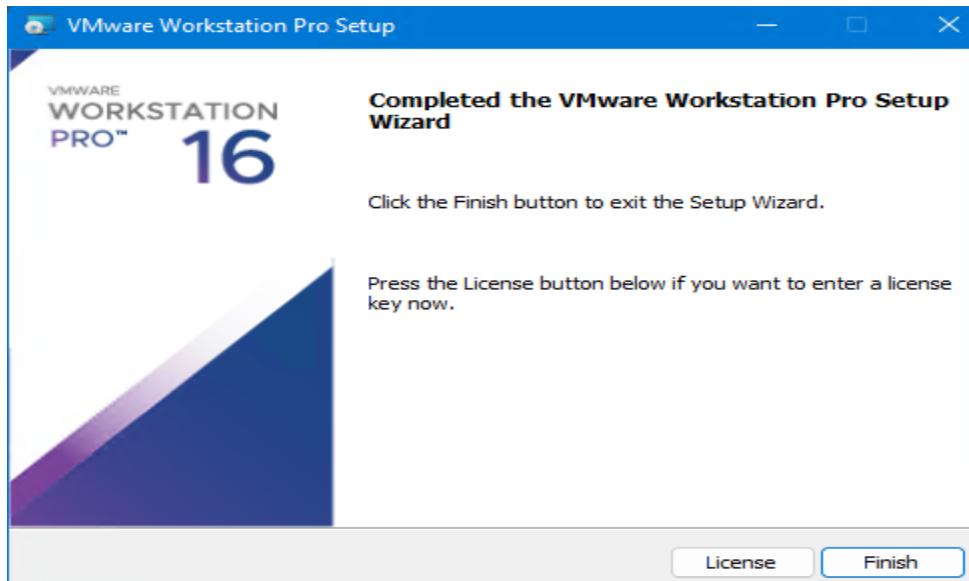 VMware Workstation Pro Setup
VMWARE
WORKSTATION
PRO™ 16
Completed the VMware Workstation Pro Setup
Wizard
Click the Finish button to exit the Setup Wizard.
Press the License button below if you want to enter a license
key now.
License Finish